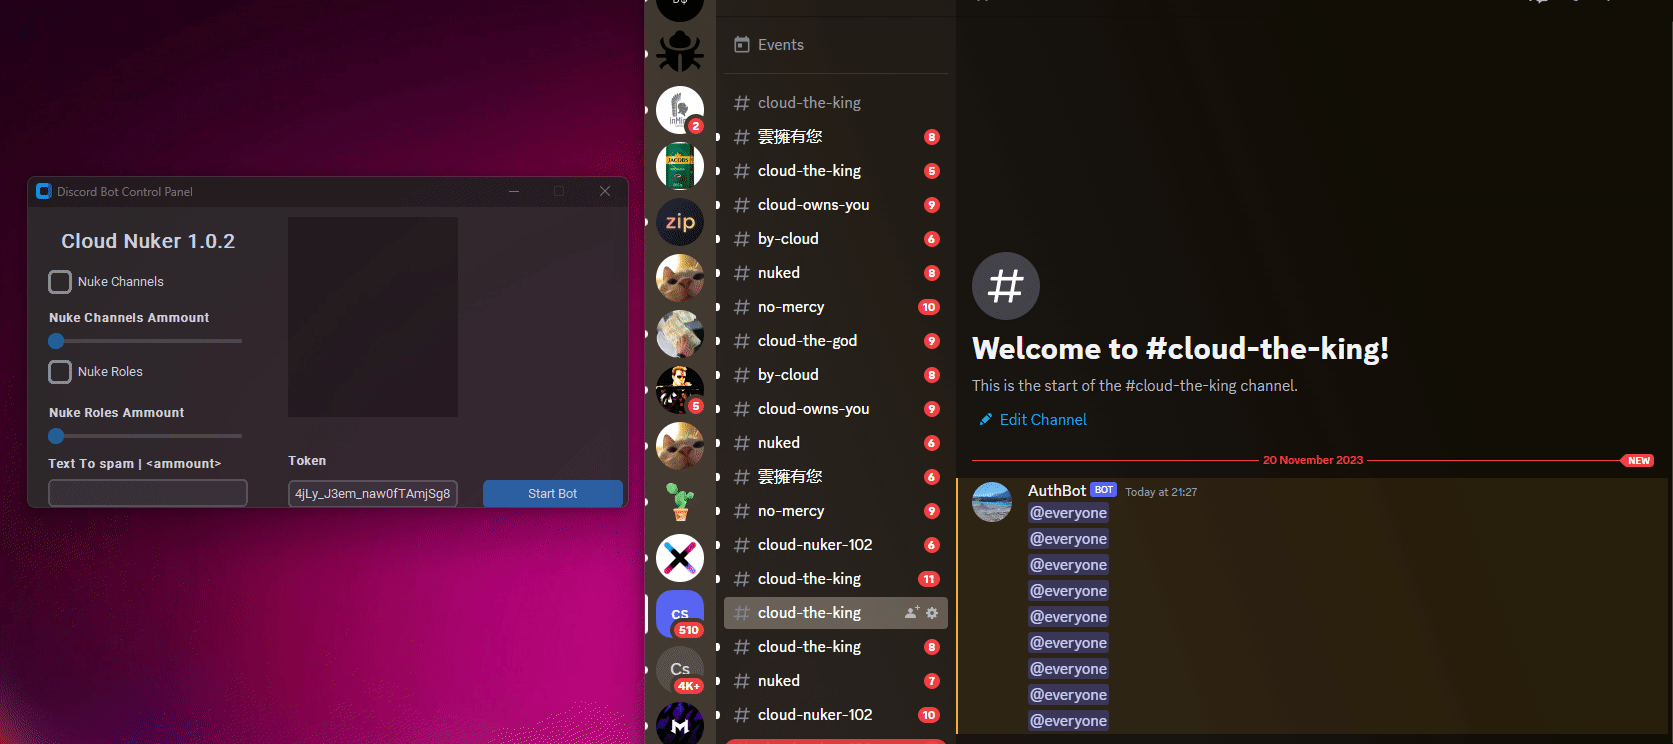 Discord Bot Control Panel
Cloud Nuker 1.0.2
Nuke Channels
Nuke Channels Ammount
Nuke Roles
Nuke Roles Ammount
Text To spam | <ammount>
Token
4jLy_J3em_naw0fTAmjSg8
Start Bot
inMin
2
JACOBS
zip
5
cs
510
Cs
4K+
M
Events
cloud-the-king
雲擁有您 8
cloud-the-king 5
cloud-owns-you 9
by-cloud 6
nuked 8
no-mercy 10
cloud-the-god 9
by-cloud 8
cloud-owns-you 9
nuked 6
雲擁有您 6
no-mercy 9
cloud-nuker-102 6
cloud-the-king 11
cloud-the-king
cloud-the-king 8
nuked 7
cloud-nuker-102 10
#
Welcome to #cloud-the-king!
This is the start of the #cloud-the-king channel.
Edit Channel
20 November 2023 NEW
AuthBot BOT Today at 21:27
@everyone
@everyone
@everyone
@everyone
@everyone
@everyone
@everyone
@everyone
@everyone